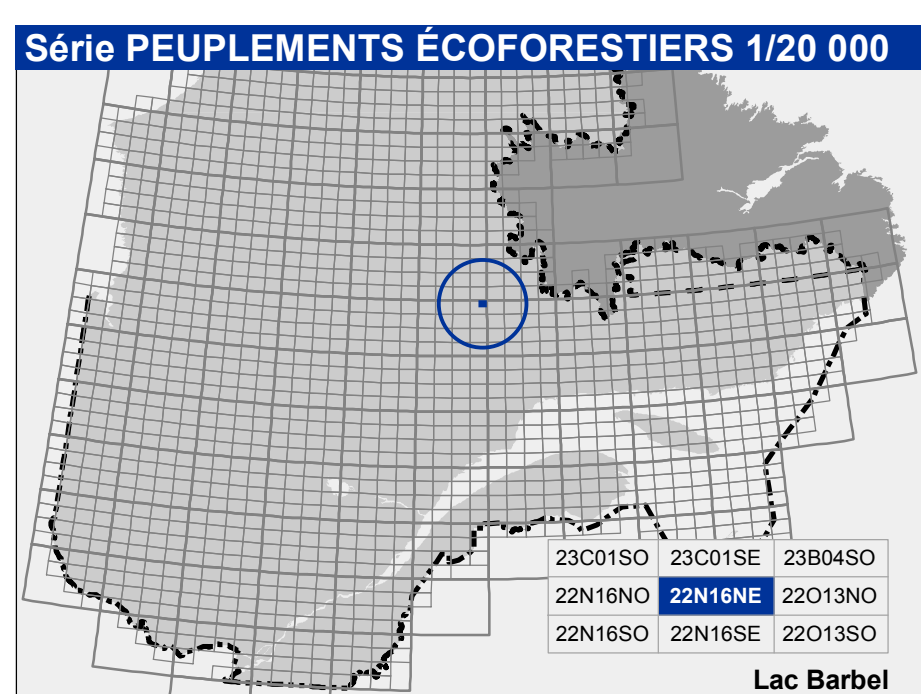 Série PEUPLEMENTS ÉCOFORESTIERS 1/20 000
23C01SO 23C01SE 23B04SO
22N16NO 22N16NE 22O13NO
22N16SO 22N16SE 22O13SO
Lac Barbel